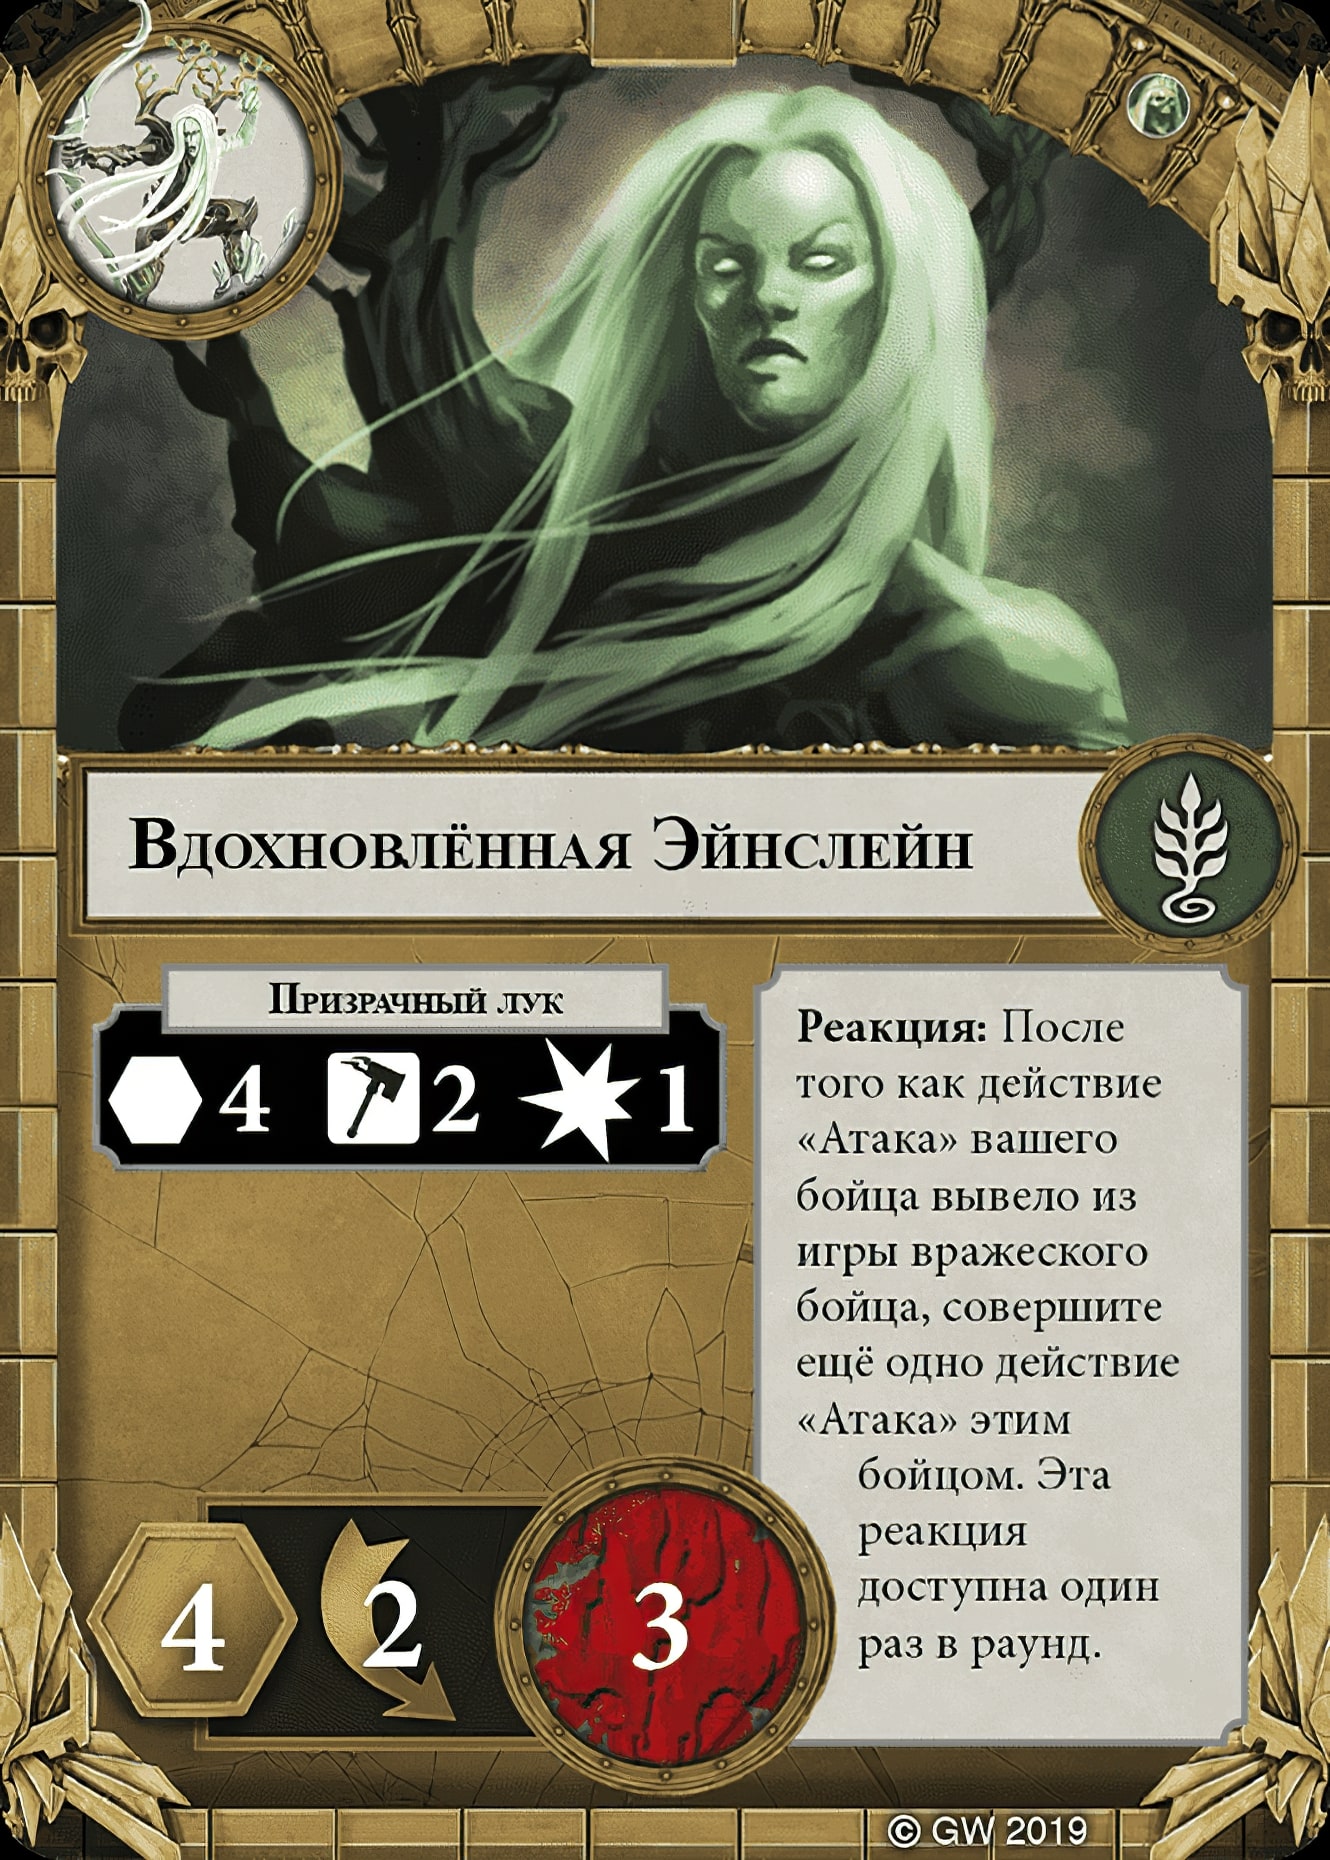 Вдохновлённая Эйнслейн
Призрачный лук
4 2 1
Реакция: После
того как действие
«Атака» вашего
бойца вывело из
игры вражеского
бойца, совершите
ещё одно действие
«Атака» этим
бойцом. Эта
реакция
доступна один
раз в раунд.
4 2 3
© GW 2019